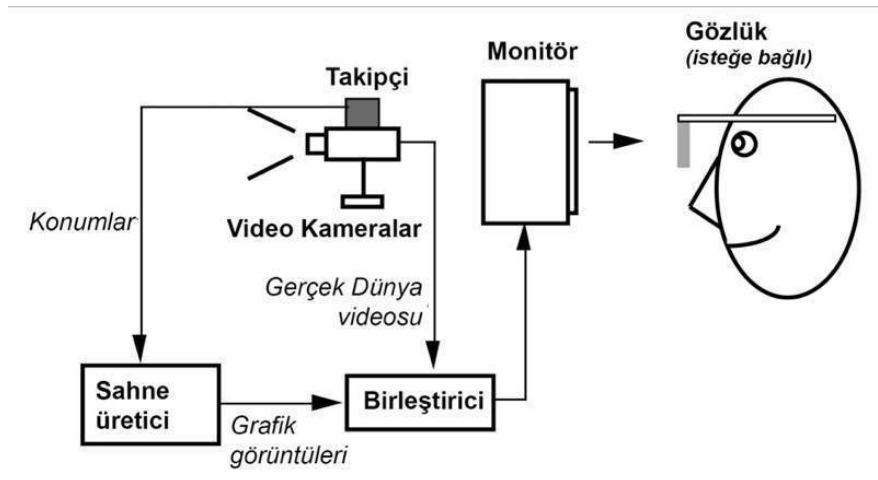 Gözlük
(isteğe bağlı)
Monitör
Takipçi
Konumlar
Video Kameralar
Gerçek Dünya
videosu
Sahne
üretici
Birleştirici
Grafik
görüntüleri